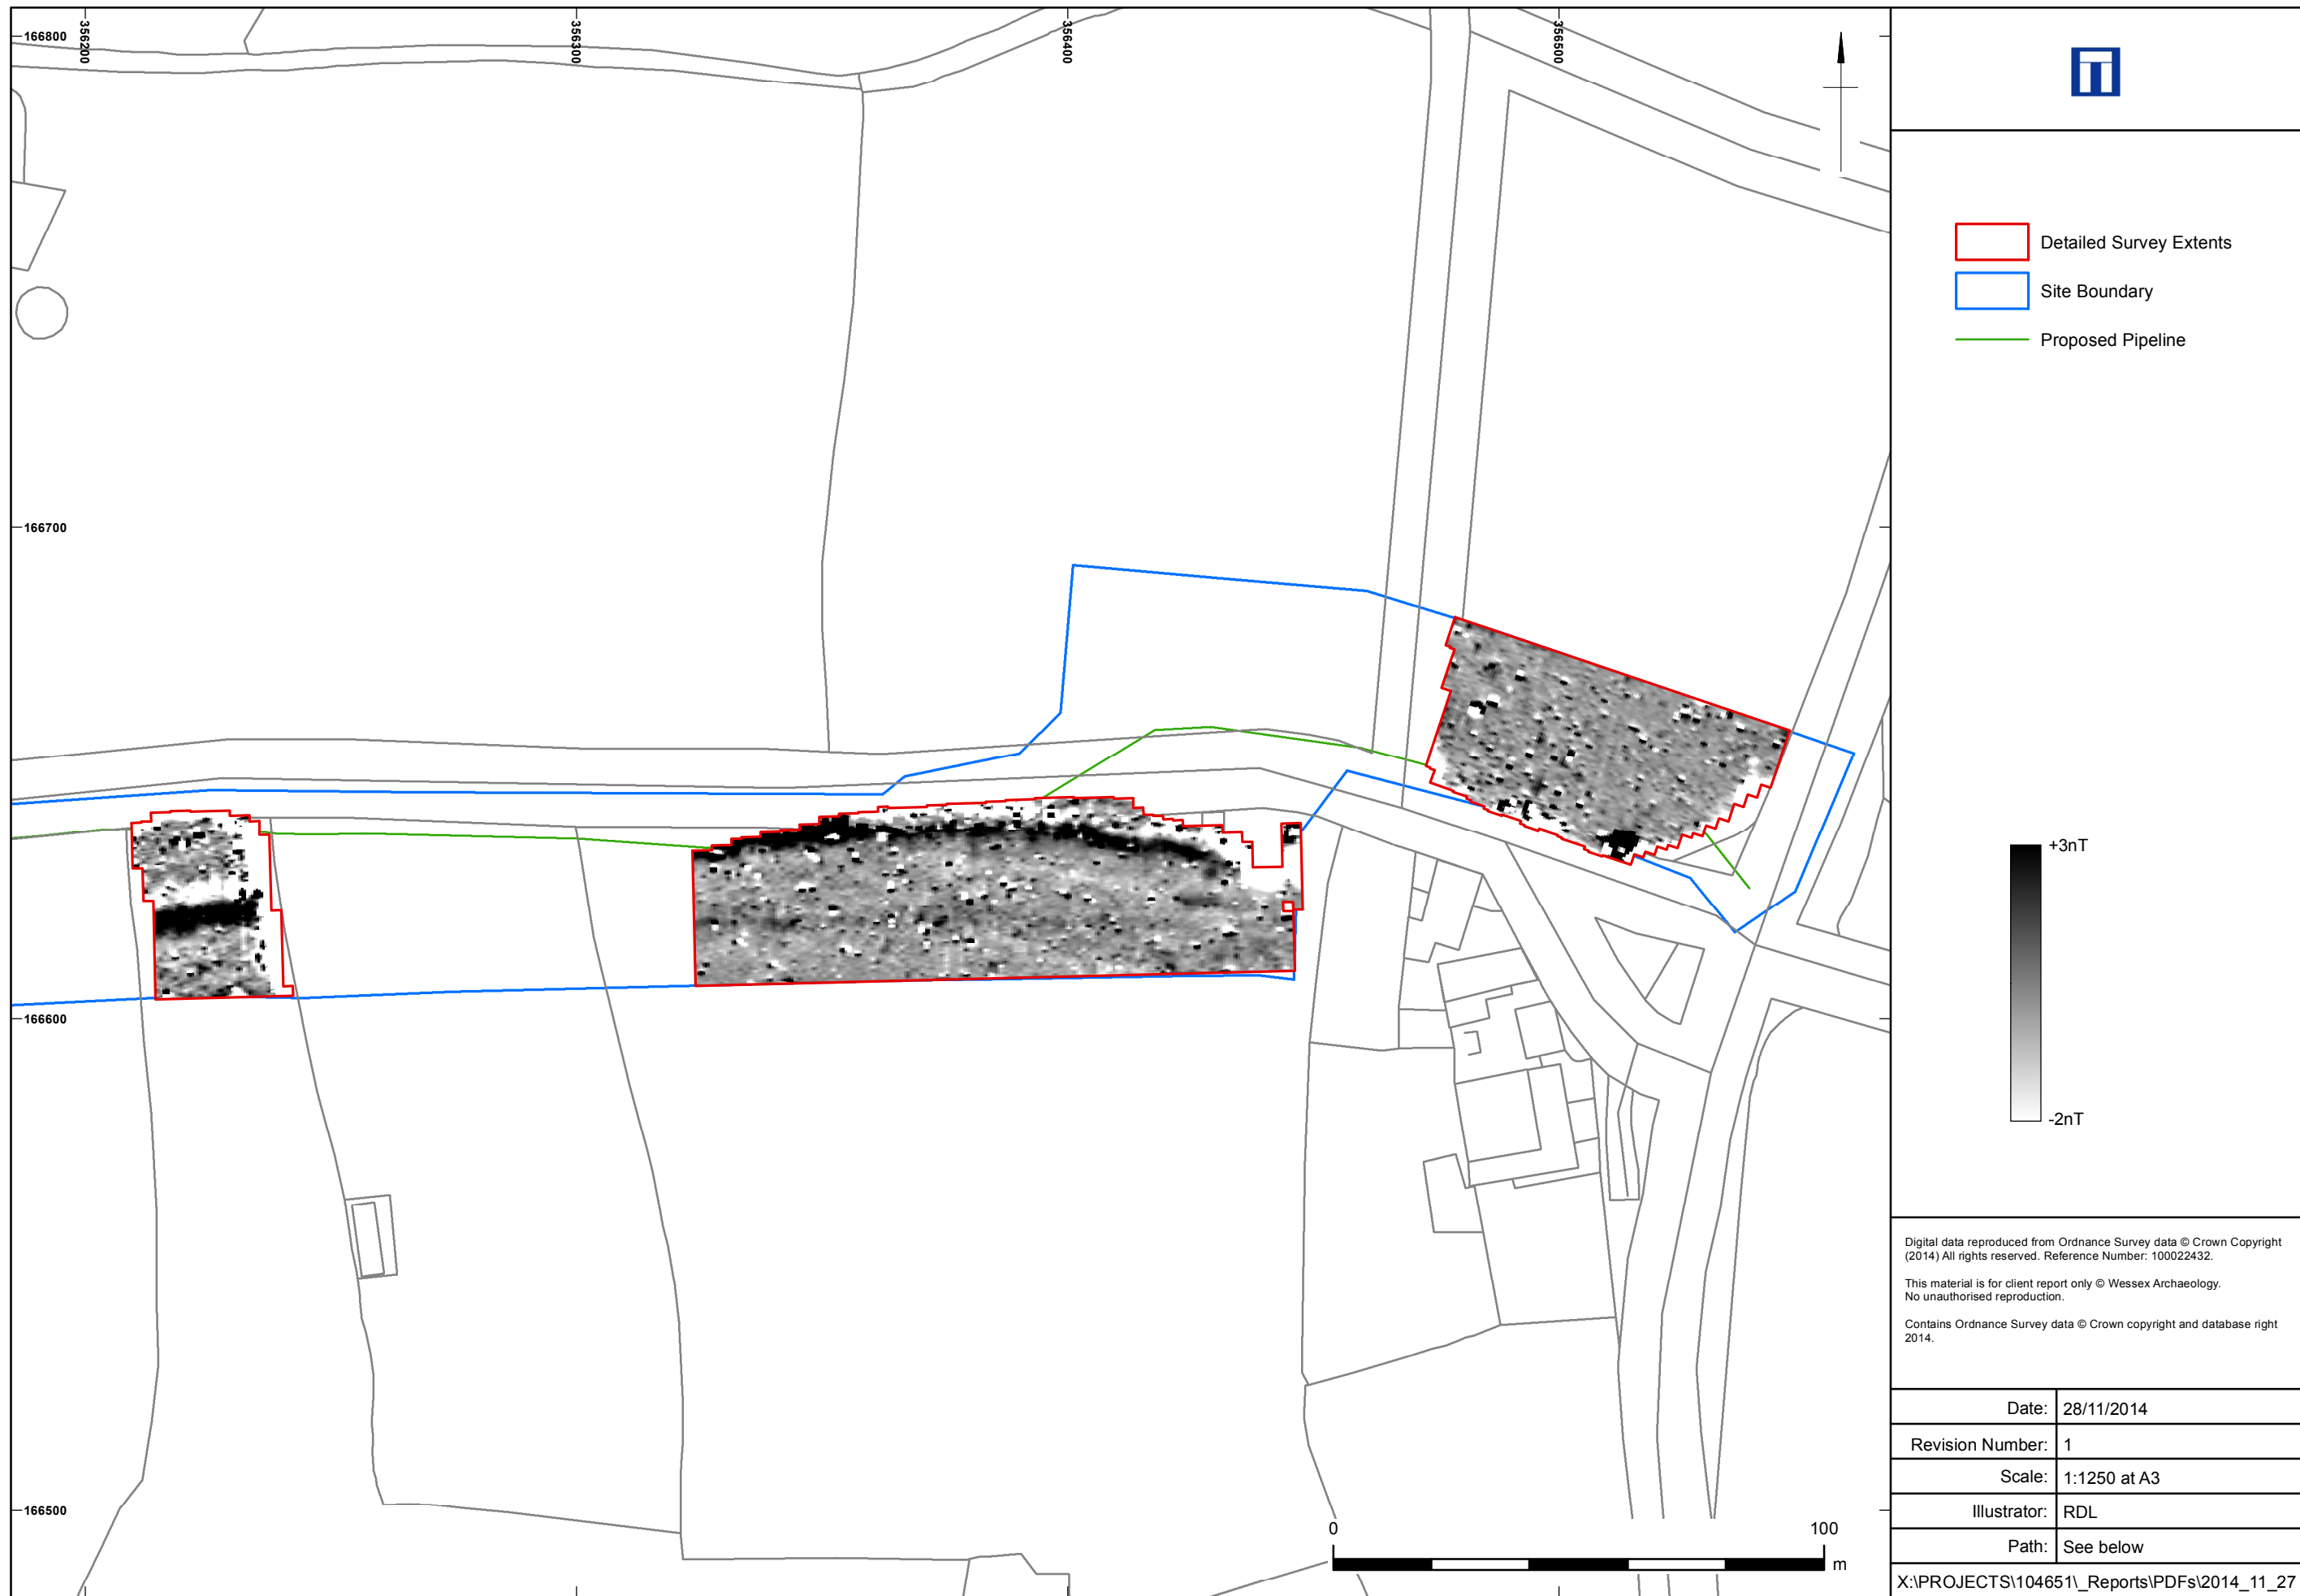 356200
356300
356400
356500
166800
166700
166600
166500
Detailed Survey Extents
Site Boundary
Proposed Pipeline
+3nT
-2nT
0
100
m
Digital data reproduced from Ordnance Survey data © Crown Copyright
(2014) All rights reserved. Reference Number: 100022432.
This material is for client report only © Wessex Archaeology.
No unauthorised reproduction.
Contains Ordnance Survey data © Crown copyright and database right
2014.
Date: 28/11/2014
Revision Number: 1
Scale: 1:1250 at A3
Illustrator: RDL
Path: See below
X:\PROJECTS\104651\_Reports\PDFs\2014_11_27